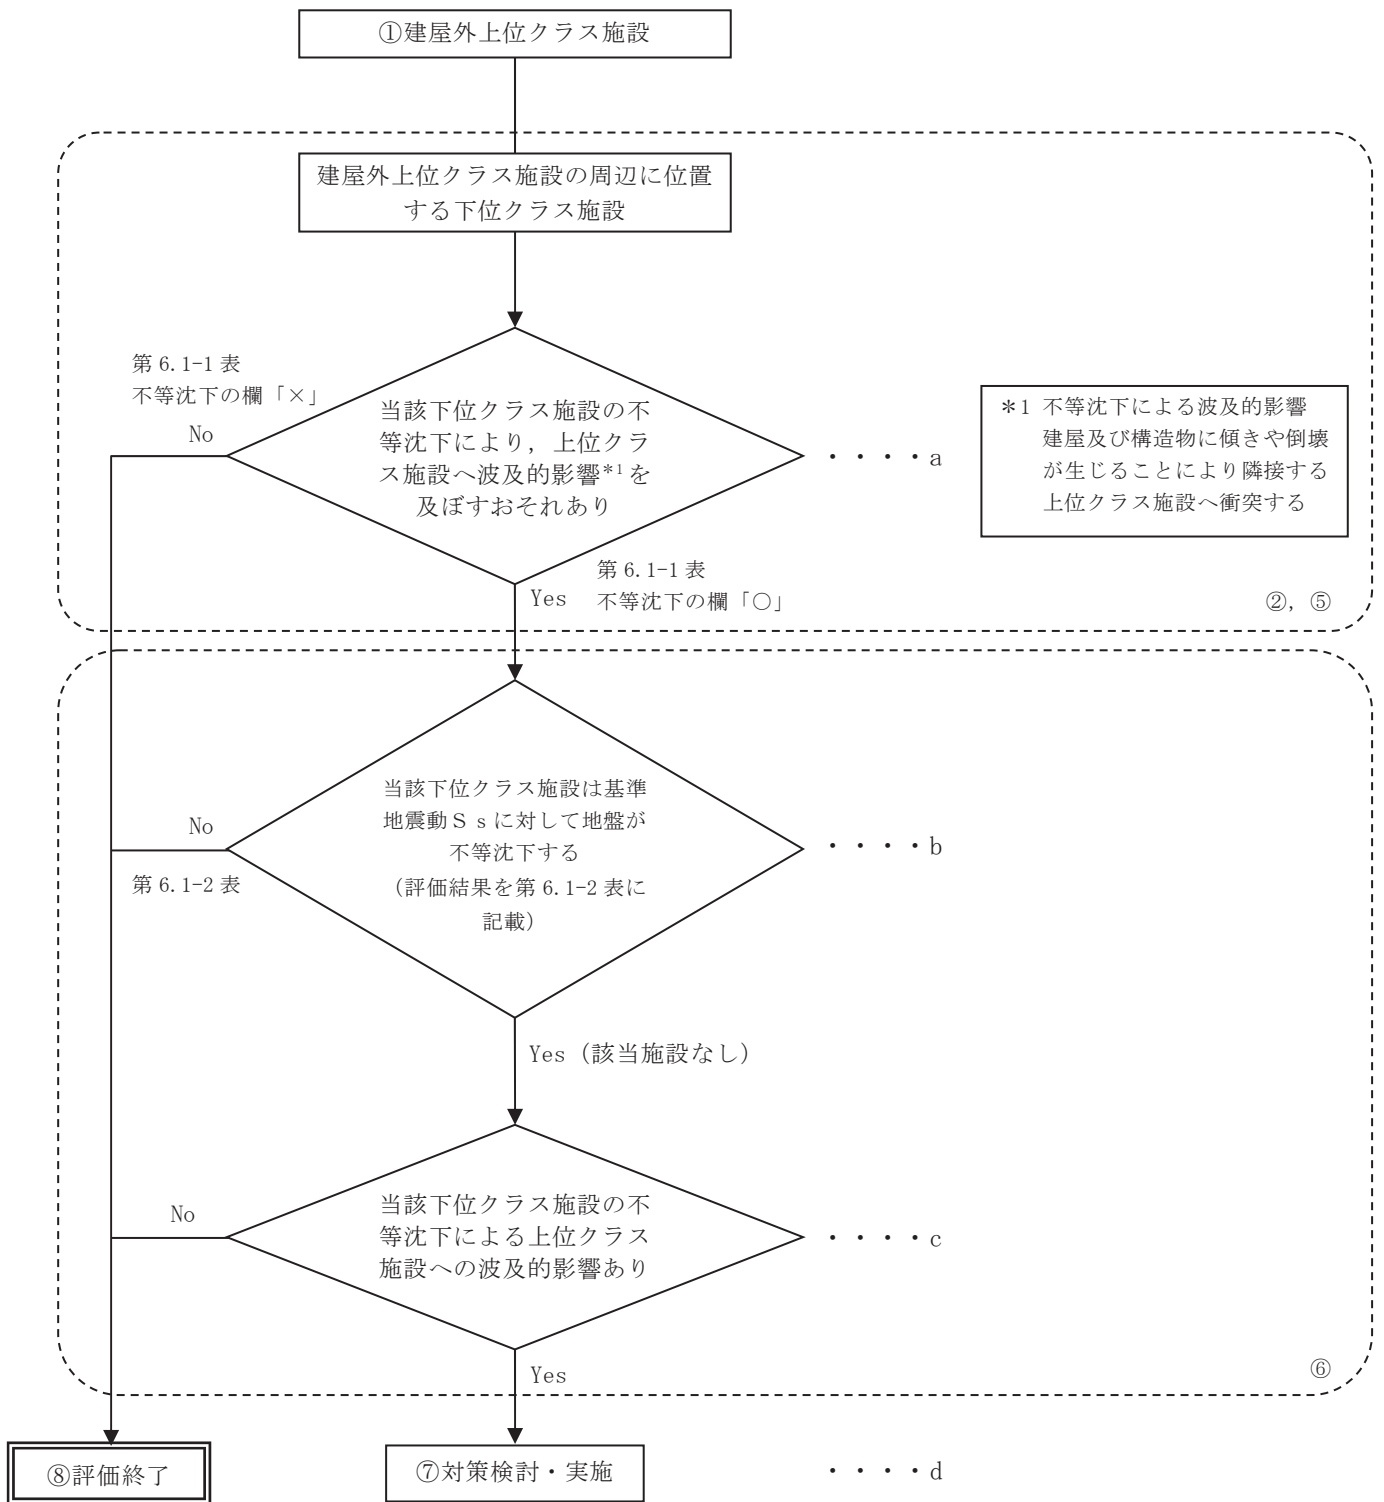 ①建屋外上位クラス施設
建屋外上位クラス施設の周辺に位置
する下位クラス施設
第 6.1-1 表
不等沈下の欄「×」
No
当該下位クラス施設の不
等沈下により，上位クラ
ス施設へ波及的影響*1を
及ぼすおそれあり
・・・・a
＊1 不等沈下による波及的影響
建屋及び構造物に傾きや倒壊
が生じることにより隣接する
上位クラス施設へ衝突する
Yes
第 6.1-1 表
不等沈下の欄「○」
②，⑤
当該下位クラス施設は基準
地震動Ｓｓに対して地盤が
不等沈下する
（評価結果を第 6.1-2 表に
記載）
No
第 6.1-2 表
・・・・b
Yes（該当施設なし）
当該下位クラス施設の不
等沈下による上位クラス
施設への波及的影響あり
No
・・・・c
Yes
⑥
⑧評価終了
⑦対策検討・実施
・・・・d